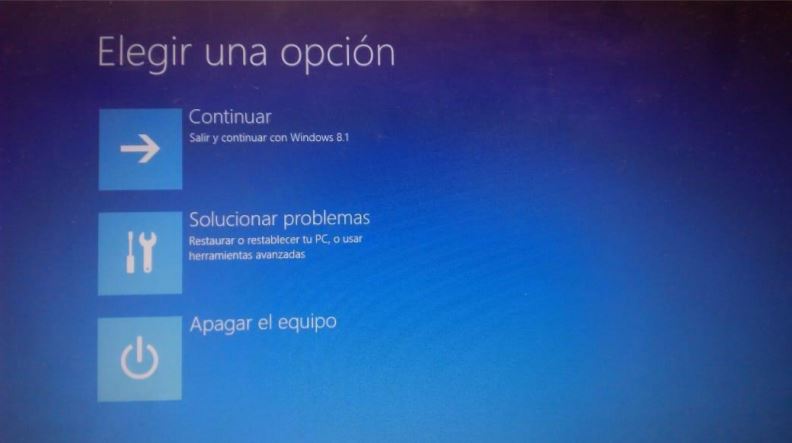 Elegir una opción
Continuar
Salir y continuar con Windows 8.1
Solucionar problemas
Restaurar o restablecer tu PC, o usar
herramientas avanzadas
Apagar el equipo